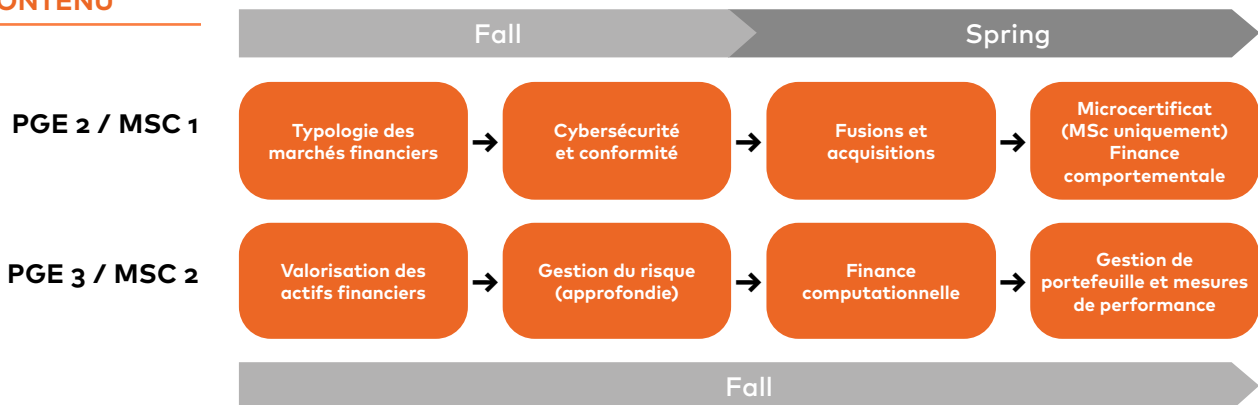 Fall Spring
PGE 2 / MSC 1
Typologie des
marchés financiers
→
Cybersécurité
et conformité
→
Fusions et
acquisitions
→
Microcertificat
(MSc uniquement)
Finance
comportementale
PGE 3 / MSC 2
Valorisation des
actifs financiers
→
Gestion du risque
(approfondie)
→
Finance
computationnelle
→
Gestion de
portefeuille et mesures
de performance
Fall